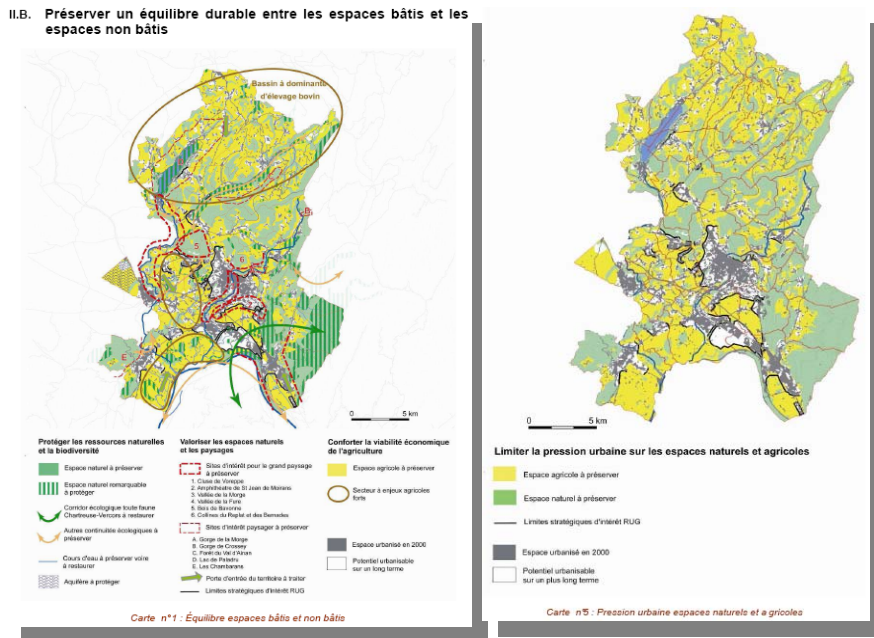 II.B. Préserver un équilibre durable entre les espaces bâtis et les
espaces non bâtis
Bassin à dominante
d'élevage bovin
B
5
6
E
0 5 km
Protéger les ressources naturelles
et la biodiversité
Espace naturel à préserver
Espace naturel remarquable
à protéger
Corridor écologique toute faune
Chartreuse-Vercors à restaurer
Autres continuités écologiques à
préserver
Cours d'eau à préserver voire
à restaurer
Aquifère à protéger
Valoriser les espaces naturels
et les paysages
Sites d'intérêt pour le grand paysage
à préserver
1. Cluse de Voreppe
2. Amphithéâtre de St Jean de Moirans
3. Vallée de la Morge
4. Vallée de la Fure
5. Bois de Bavonne
6. Collines du Replat et des Bernedes
Sites d'intérêt paysager à préserver
A. Gorge de la Morge
B. Gorge de Crossey
C. Forêt du Val d'Ainan
D. Lac de Paladru
E. Les Chambarans
Porte d'entrée du territoire à traiter
Limites stratégiques d'intérêt RUG
Conforter la viabilité économique
de l'agriculture
Espace agricole à préserver
Secteur à enjeux agricoles
forts
Espace urbanisé en 2000
Potentiel urbanisable
sur un long terme
Carte n°1 : Équilibre espaces bâtis et non bâtis
0 5 km
Limiter la pression urbaine sur les espaces naturels et agricoles
Espace agricole à préserver
Espace naturel à préserver
Limites stratégiques d'intérêt RUG
Espace urbanisé en 2000
Potentiel urbanisable
sur un plus long terme
Carte n°5 : Pression urbaine espaces naturels et a gricoles